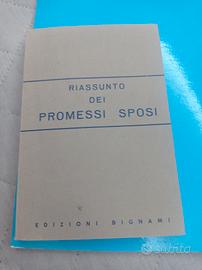 RIASSUNTO
DEI
PROMESSI SPOSI
EDIZIONI BIGNAMI
subito